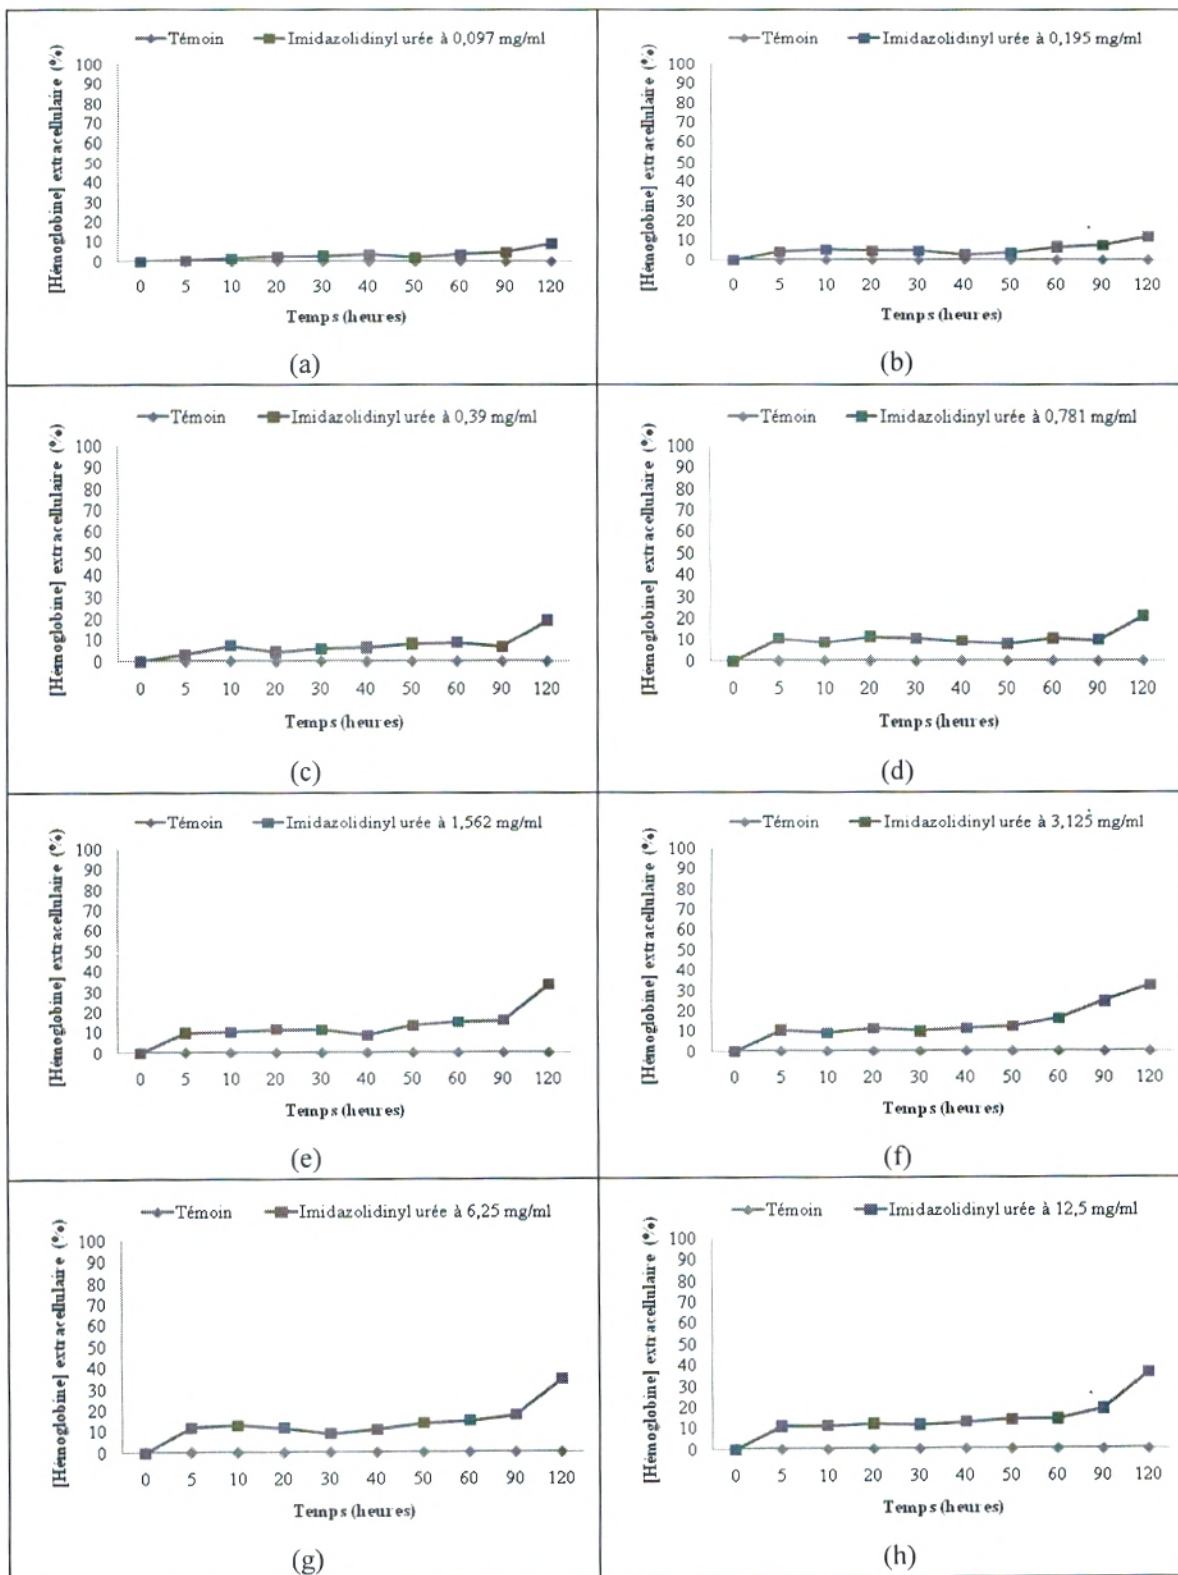 Témoin Imidazolidinyl urée à 0,097 mg/ml
[Hémoglobine] extracellulaire (%)
100
90
80
70
60
50
40
30
20
10
0
0 5 10 20 30 40 50 60 90 120
Temps (heures)
(a)
Témoin Imidazolidinyl urée à 0,195 mg/ml
[Hémoglobine] extracellulaire (%)
100
90
80
70
60
50
40
30
20
10
0
0 5 10 20 30 40 50 60 90 120
Temps (heures)
(b)
Témoin Imidazolidinyl urée à 0,39 mg/ml
[Hémoglobine] extracellulaire (%)
100
90
80
70
60
50
40
30
20
10
0
0 5 10 20 30 40 50 60 90 120
Temps (heures)
(c)
Témoin Imidazolidinyl urée à 0,781 mg/ml
[Hémoglobine] extracellulaire (%)
100
90
80
70
60
50
40
30
20
10
0
0 5 10 20 30 40 50 60 90 120
Temps (heures)
(d)
Témoin Imidazolidinyl urée à 1,562 mg/ml
[Hémoglobine] extracellulaire (%)
100
90
80
70
60
50
40
30
20
10
0
0 5 10 20 30 40 50 60 90 120
Temps (heures)
(e)
Témoin Imidazolidinyl urée à 3,125 mg/ml
[Hémoglobine] extracellulaire (%)
100
90
80
70
60
50
40
30
20
10
0
0 5 10 20 30 40 50 60 90 120
Temps (heures)
(f)
Témoin Imidazolidinyl urée à 6,25 mg/ml
[Hémoglobine] extracellulaire (%)
100
90
80
70
60
50
40
30
20
10
0
0 5 10 20 30 40 50 60 90 120
Temps (heures)
(g)
Témoin Imidazolidinyl urée à 12,5 mg/ml
[Hémoglobine] extracellulaire (%)
100
90
80
70
60
50
40
30
20
10
0
0 5 10 20 30 40 50 60 90 120
Temps (heures)
(h)